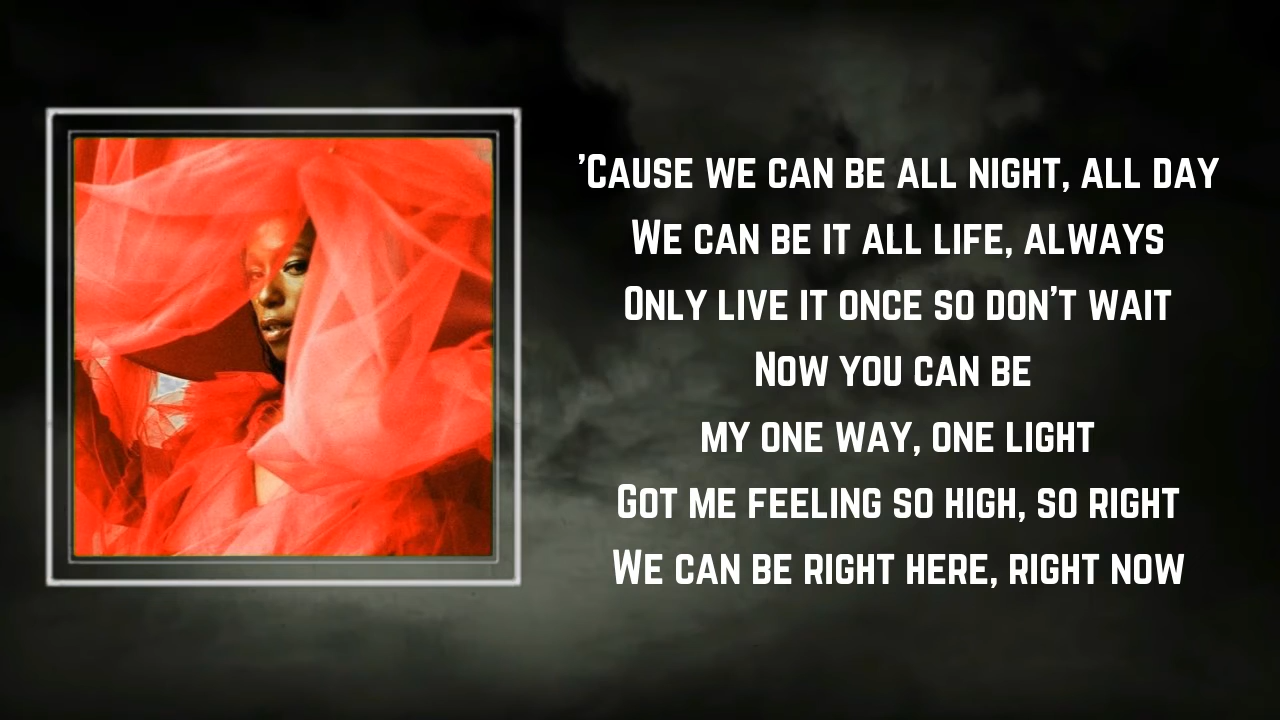 ’Cause we can be all night, all day
We can be it all life, always
Only live it once so don’t wait
Now you can be
my one way, one light
Got me feeling so high, so right
We can be right here, right now